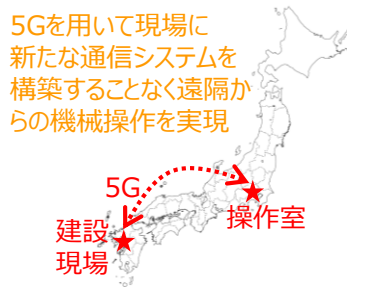 5Gを用いて現場に
新たな通信システムを
構築することなく遠隔か
らの機械操作を実現
5G
操作室
建設
現場